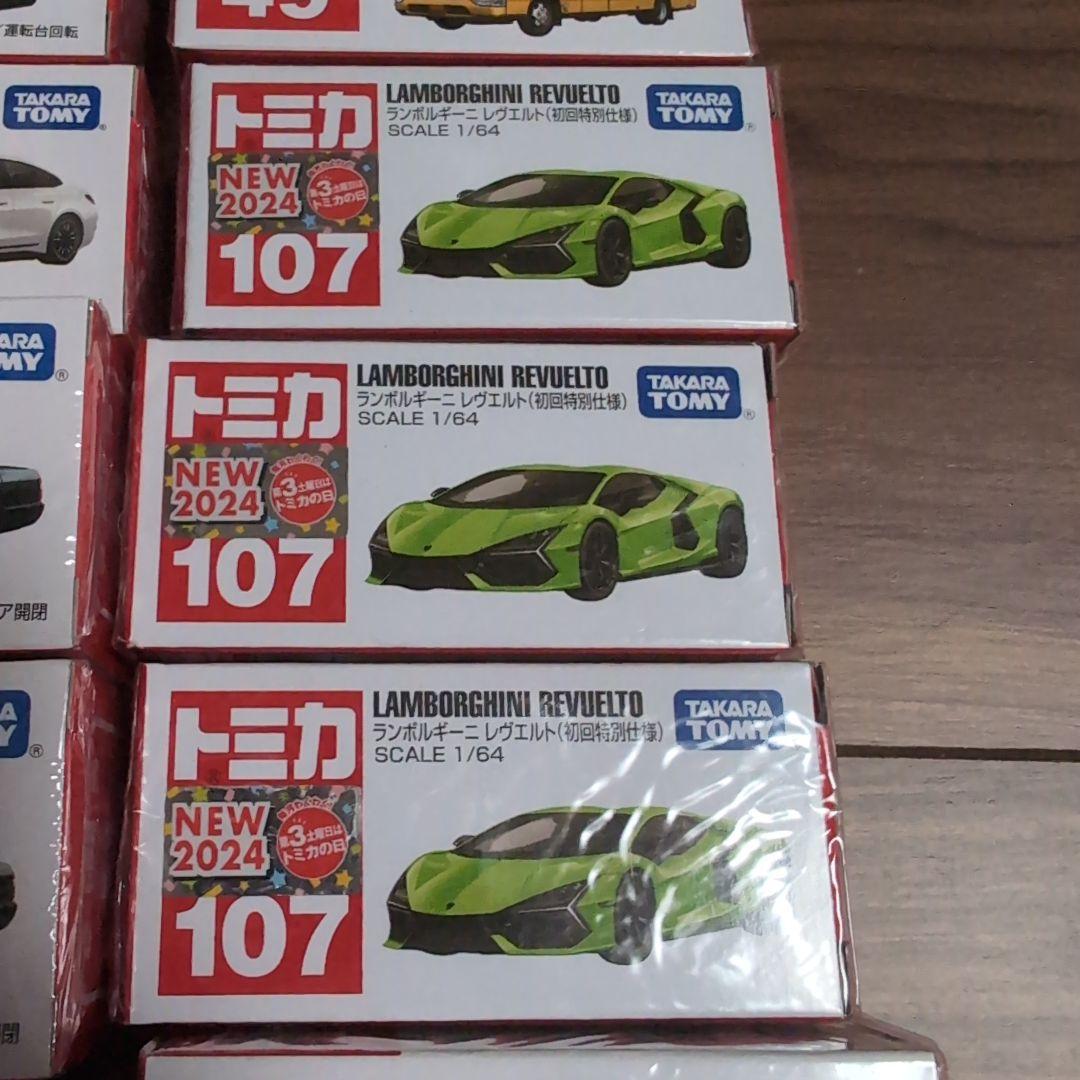 運転台回転
49
TAKARA
TOMY
トミカ
NEW
2024
第3土曜日は
トミカの日
107
LAMBORGHINI REVUELTO
ランボルギーニ レヴエルト(初回特別仕様)
SCALE 1/64
TAKARA
TOMY
ARA
MY
ア開閉
トミカ
NEW
2024
第3土曜日は
トミカの日
107
LAMBORGHINI REVUELTO
ランボルギーニ レヴエルト(初回特別仕様)
SCALE 1/64
TAKARA
TOMY
A
Y
閉
トミカ
NEW
2024
第3土曜日は
トミカの日
107
LAMBORGHINI REVUELTO
ランボルギーニ レヴエルト(初回特別仕様)
SCALE 1/64
TAKARA
TOMY